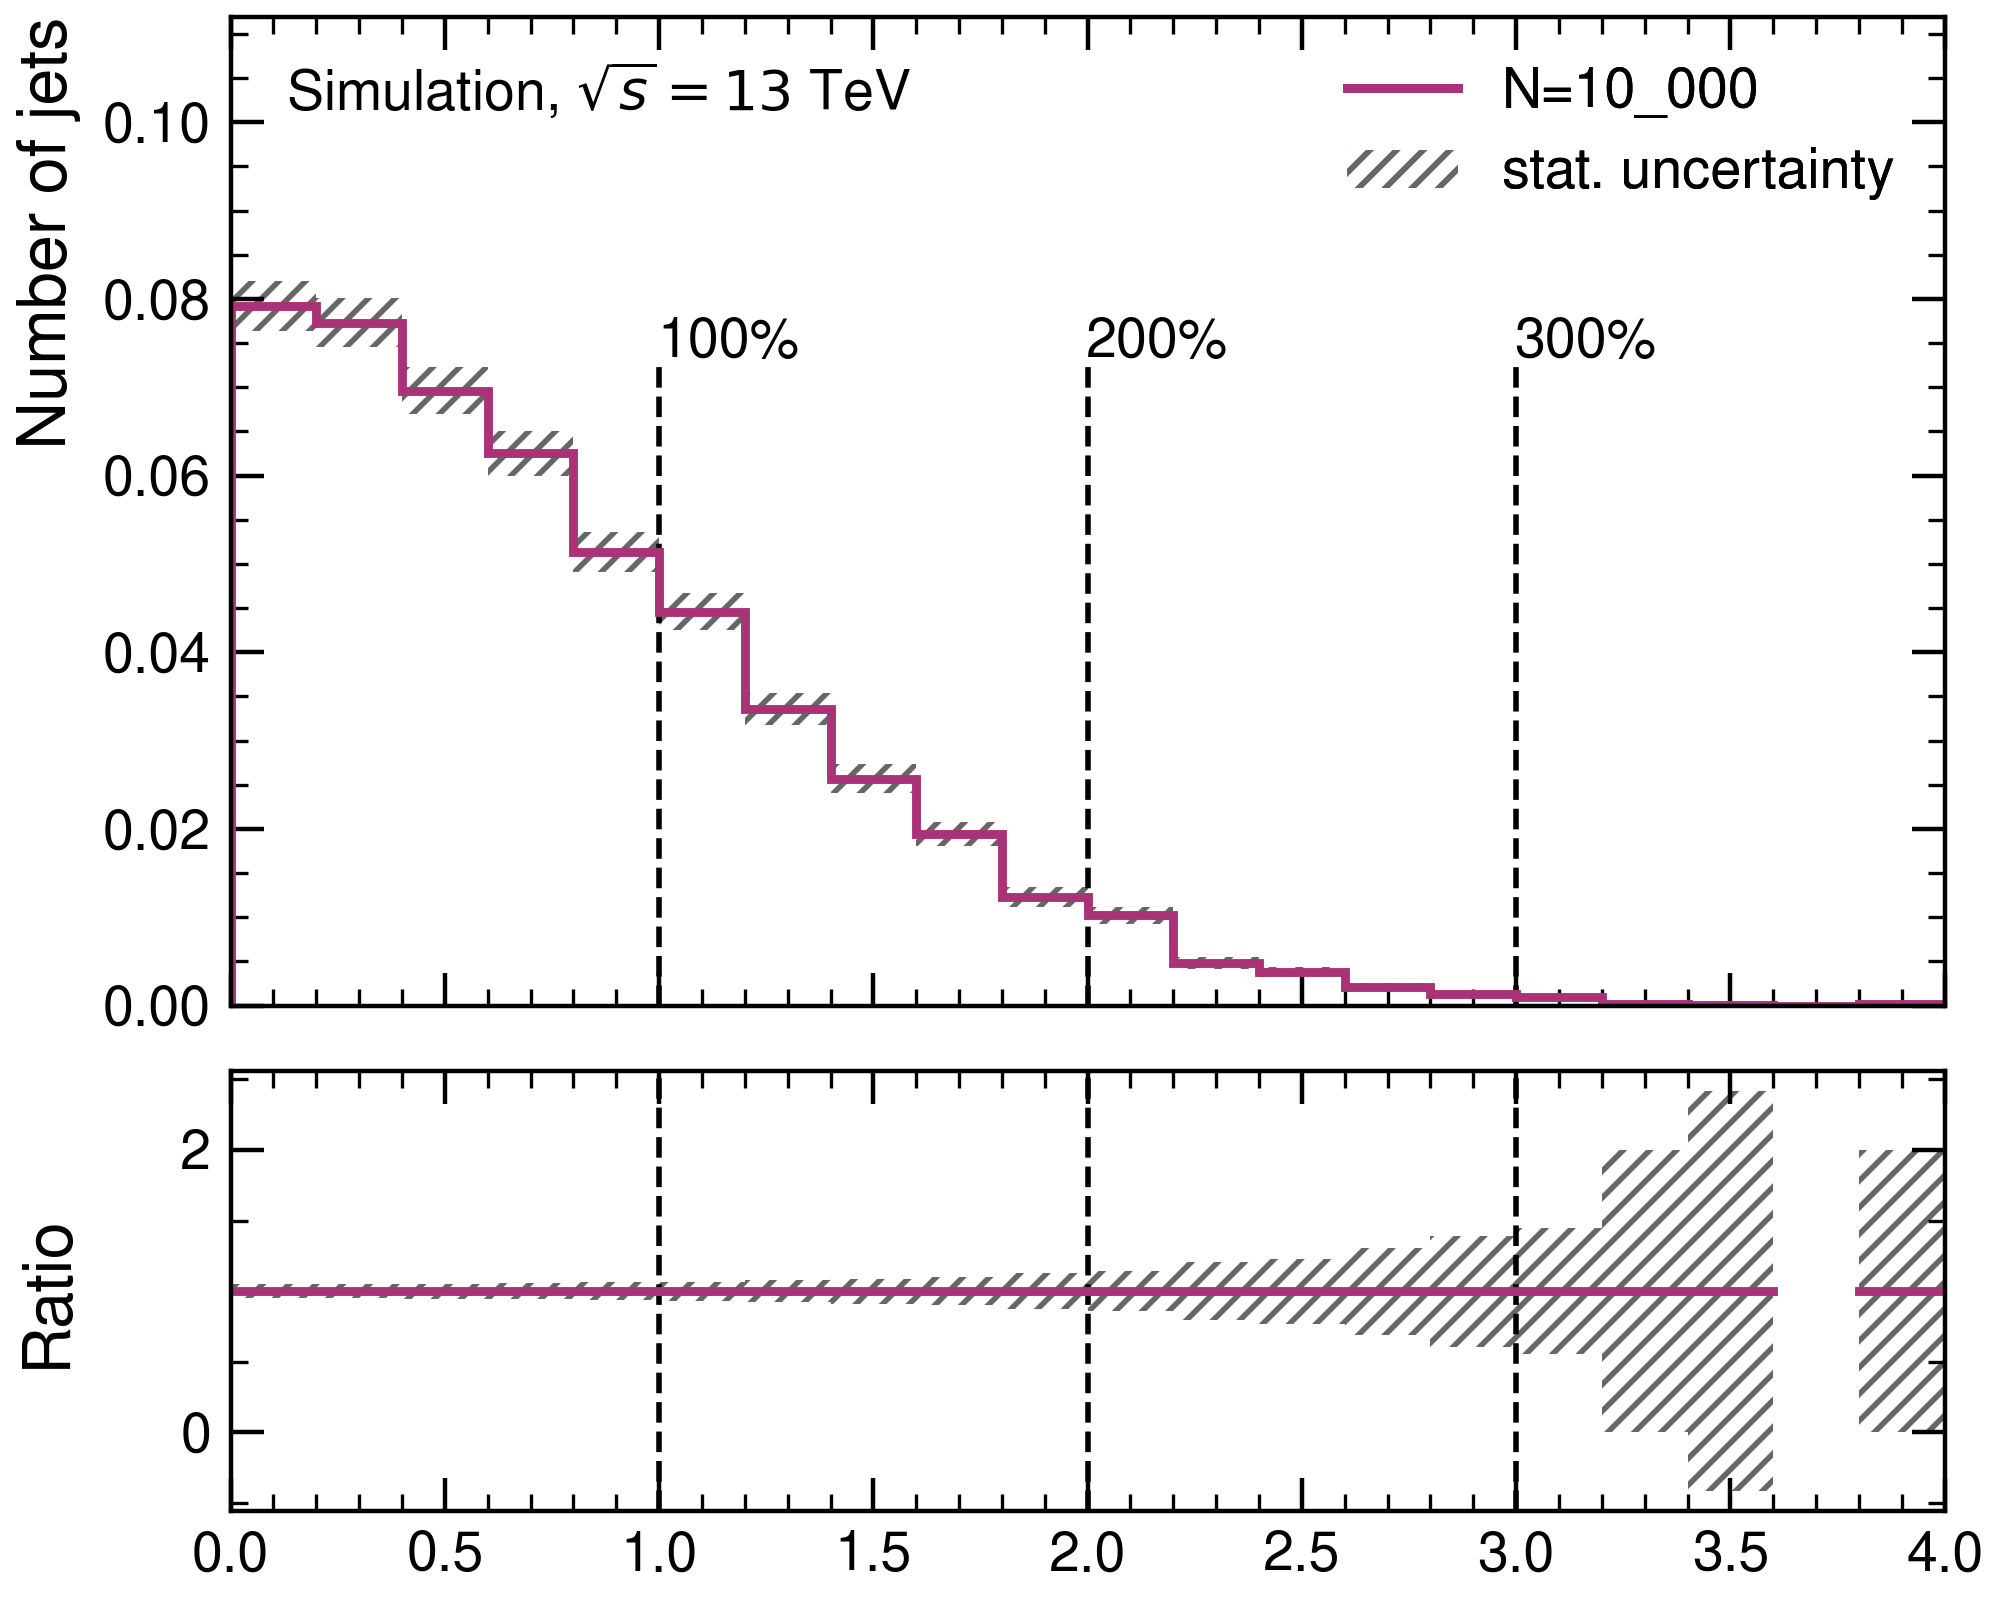 Number of jets
Simulation, √s = 13 TeV
N=10_000
stat. uncertainty
0.10
0.08
0.06
0.04
0.02
0.00
100%
200%
300%
Ratio
2
0
0.0 0.5 1.0 1.5 2.0 2.5 3.0 3.5 4.0